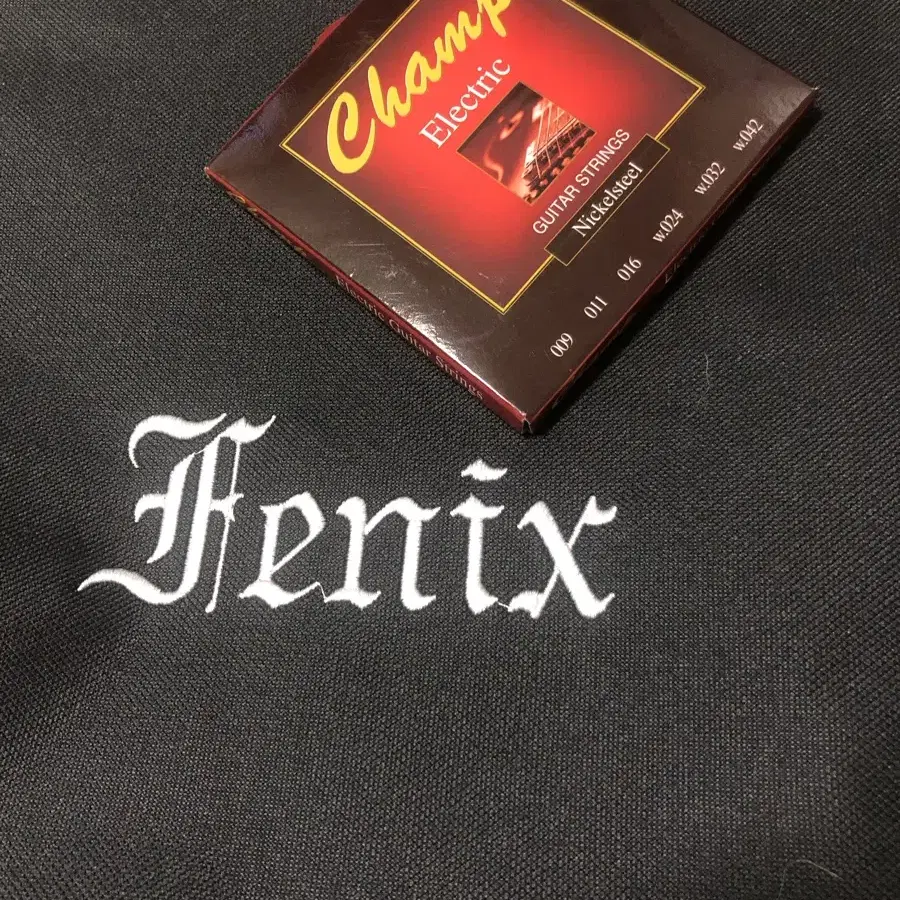 Champ
Electric
GUITAR STRINGS
Nickelsteel
009 011 016 w.024 w.032 w.042
Electric Guitar Strings
Fenix